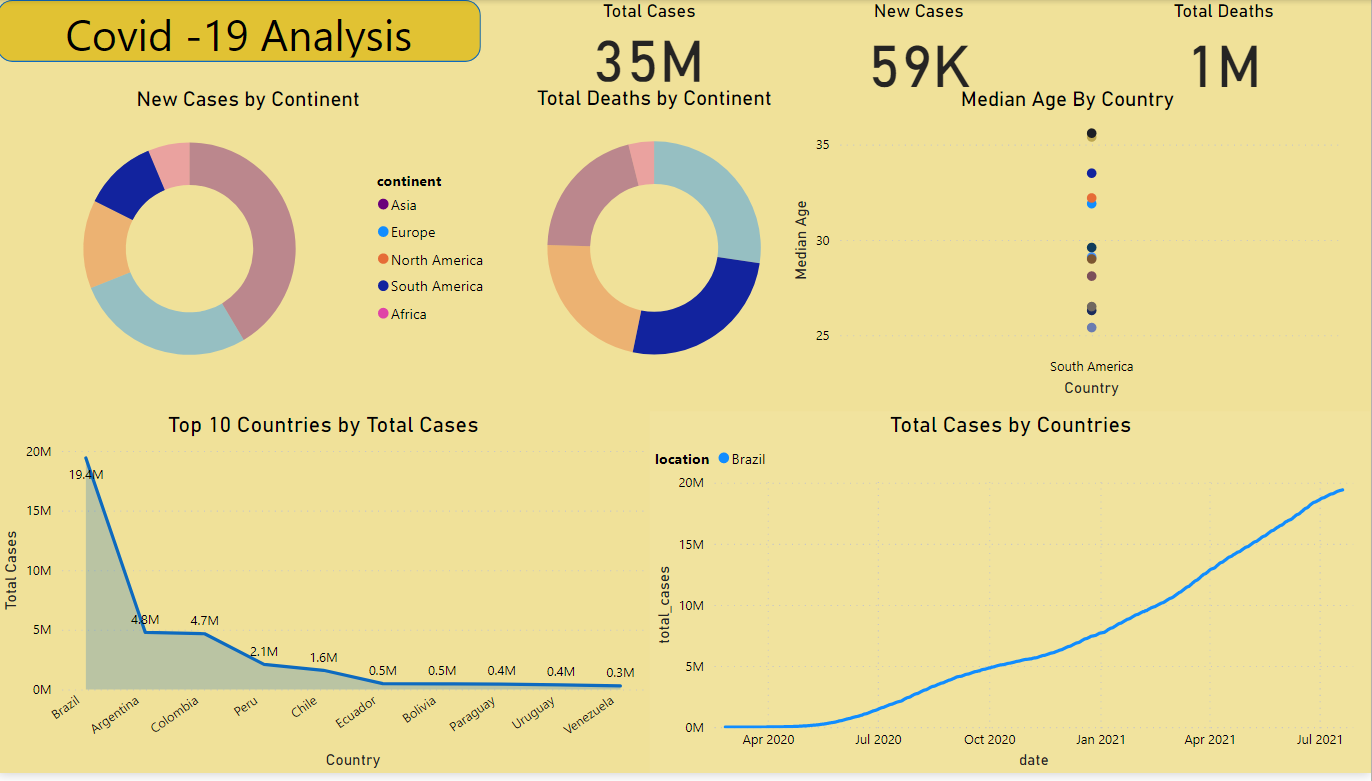 Covid -19 Analysis
Total Cases
35M
New Cases
59K
Total Deaths
1M
New Cases by Continent
continent
Asia
Europe
North America
South America
Africa
Total Deaths by Continent
Median Age By Country
Median Age
35
30
25
South America
Country
Top 10 Countries by Total Cases
Total Cases
20M
15M
10M
5M
0M
19.4M
4.8M
4.7M
2.1M
1.6M
0.5M
0.5M
0.4M
0.4M
0.3M
Brazil
Argentina
Colombia
Peru
Chile
Ecuador
Bolivia
Paraguay
Uruguay
Venezuela
Country
Total Cases by Countries
location Brazil
total_cases
20M
15M
10M
5M
0M
Apr 2020
Jul 2020
Oct 2020
Jan 2021
Apr 2021
Jul 2021
date